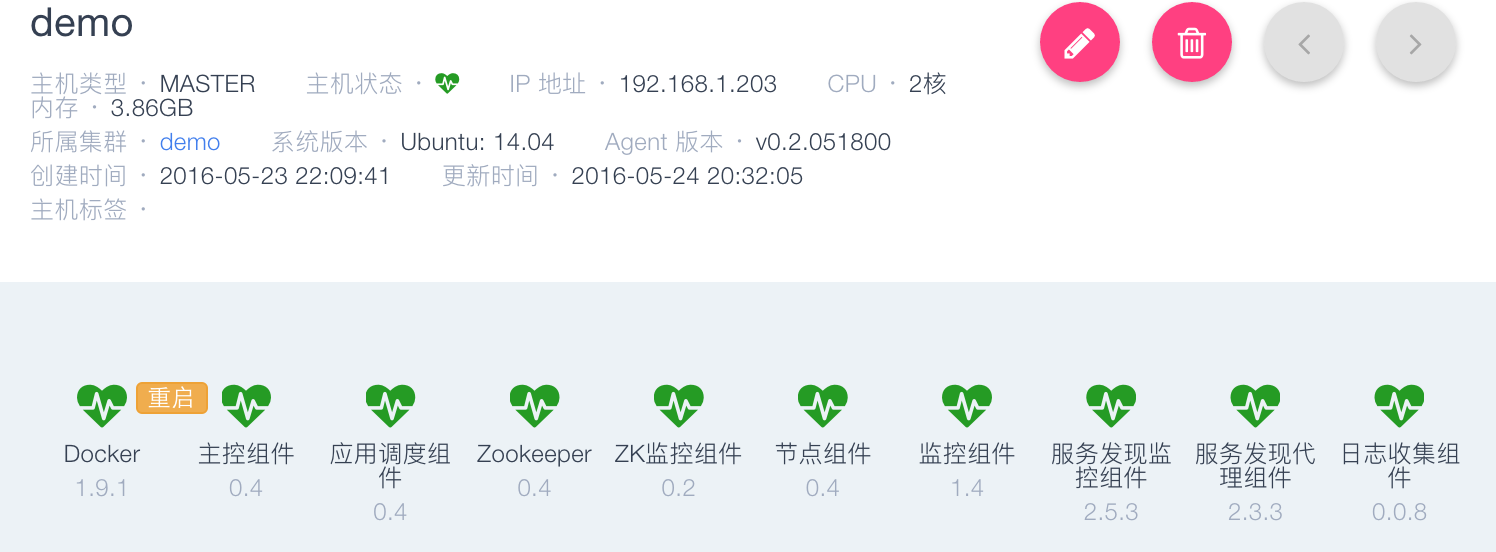 demo
主机类型 · MASTER 主机状态 · IP 地址 · 192.168.1.203 CPU · 2核
内存 · 3.86GB
所属集群 · demo 系统版本 · Ubuntu: 14.04 Agent 版本 · v0.2.051800
创建时间 · 2016-05-23 22:09:41 更新时间 · 2016-05-24 20:32:05
主机标签 ·
重启
Docker
1.9.1
主控组件
0.4
应用调度组
件
0.4
Zookeeper
0.4
ZK监控组件
0.2
节点组件
0.4
监控组件
1.4
服务发现监
控组件
2.5.3
服务发现代
理组件
2.3.3
日志收集组
件
0.0.8